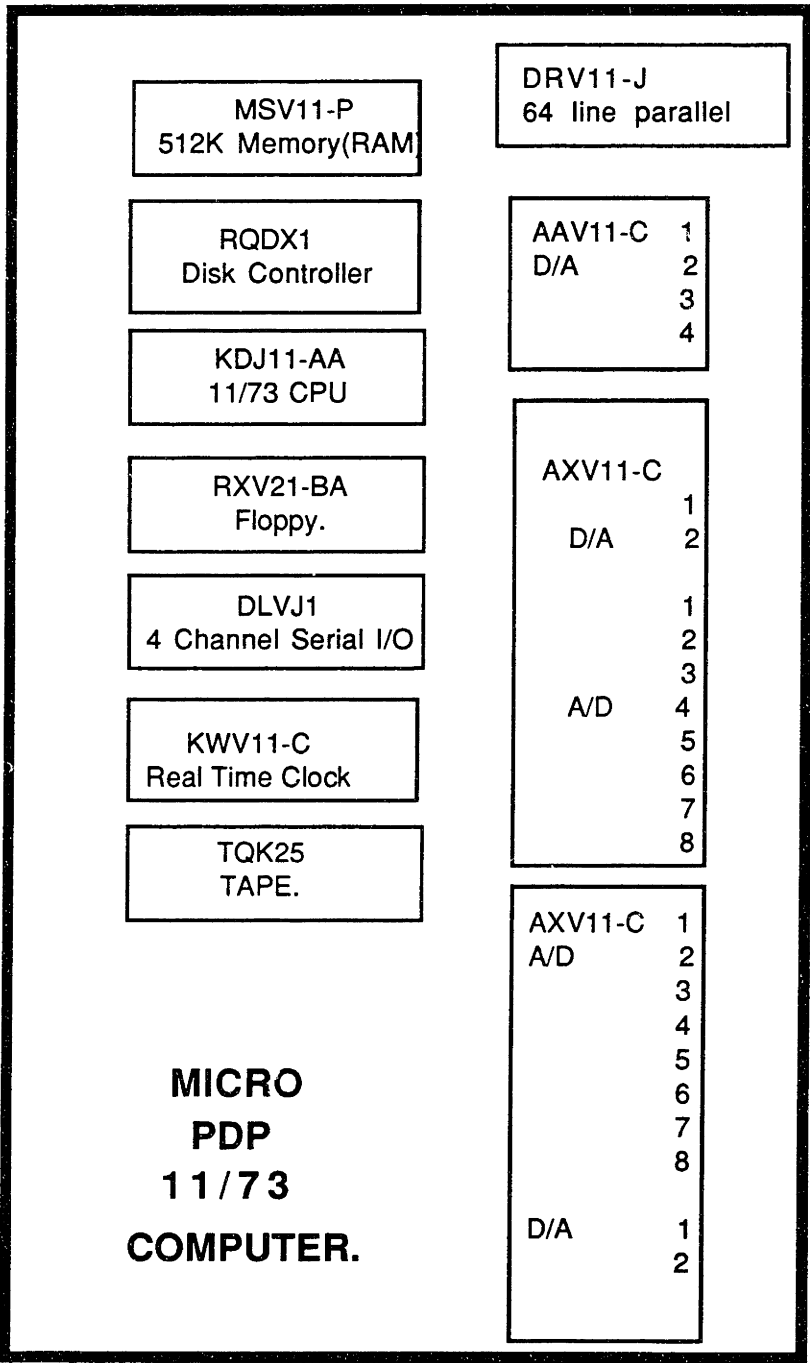 MSV11-P
512K Memory(RAM)
RQDX1
Disk Controller
KDJ11-AA
11/73 CPU
RXV21-BA
Floppy.
DLVJ1
4 Channel Serial I/O
KWV11-C
Real Time Clock
TQK25
TAPE.
MICRO
PDP
11/73
COMPUTER.
DRV11-J
64 line parallel
AAV11-C 1
D/A 2
3
4
AXV11-C
1
D/A 2
1
2
3
A/D 4
5
6
7
8
AXV11-C 1
A/D 2
3
4
5
6
7
8
D/A 1
2